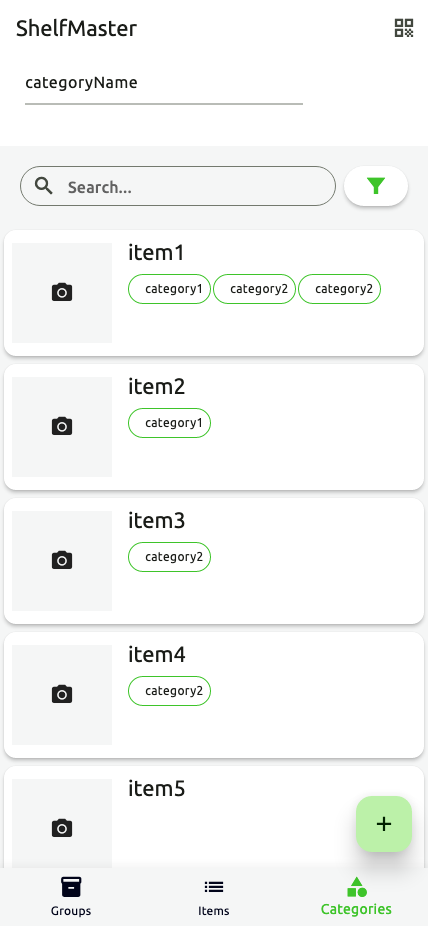 ShelfMaster
categoryName
Search...
item1
category1 category2 category2
item2
category1
item3
category2
item4
category2
item5
+
Groups Items Categories